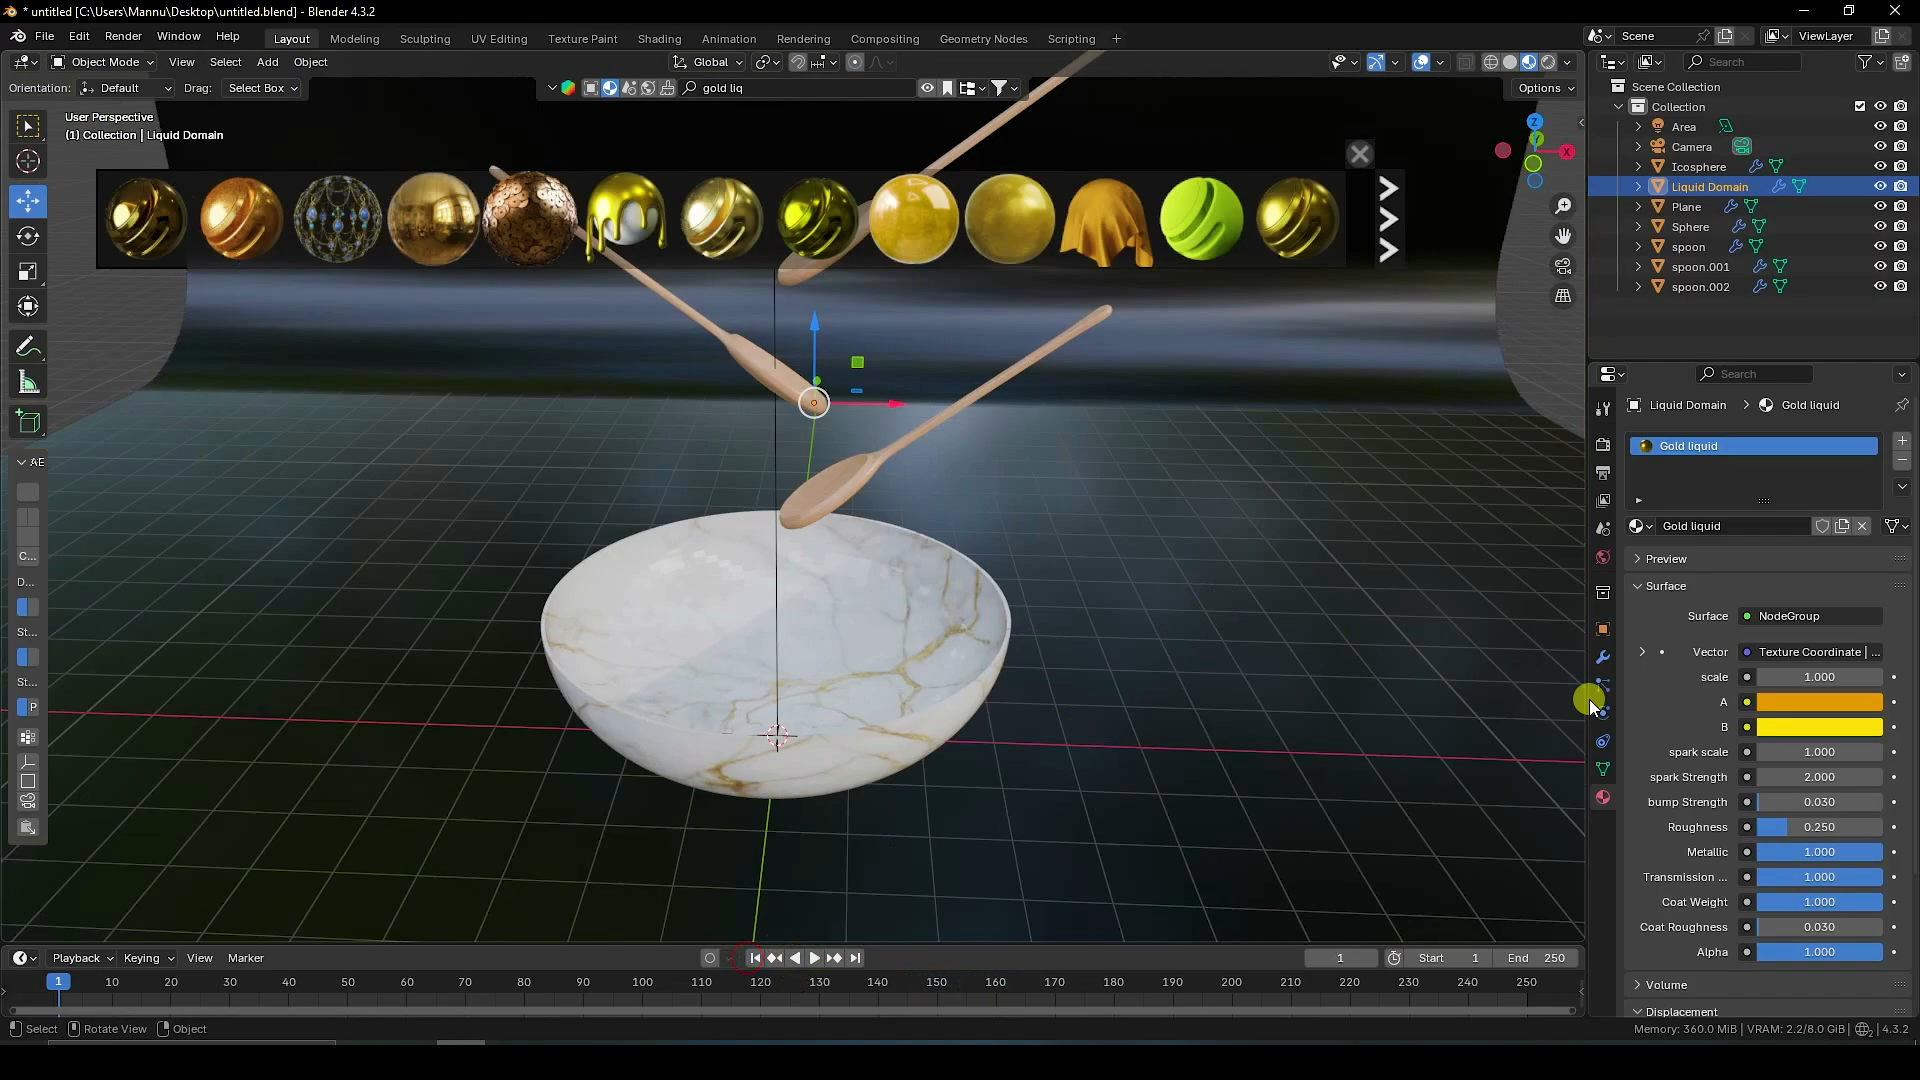 * untitled [C:\Users\Mannu\Desktop\untitled.blend] - Blender 4.3.2
File Edit Render Window Help
Layout Modeling Sculpting UV Editing Texture Paint Shading Animation Rendering Compositing Geometry Nodes Scripting +
Scene ViewLayer
Object Mode View Select Add Object Global
Orientation: Default Drag: Select Box gold liq Options
User Perspective
(1) Collection | Liquid Domain
Z
X
Search
Scene Collection
Collection
Area
Camera
Icosphere
Liquid Domain
Plane
Sphere
spoon
spoon.001
spoon.002
AE
C...
D...
St...
St...
P
Search
Liquid Domain > Gold liquid
Gold liquid
Gold liquid
Preview
Surface
Surface NodeGroup
Vector Texture Coordinate | ...
scale 1.000
A
B
spark scale 1.000
spark Strength 2.000
bump Strength 0.030
Roughness 0.250
Metallic 1.000
Transmission ... 1.000
Coat Weight 1.000
Coat Roughness 0.030
Alpha 1.000
Volume
Displacement
Playback Keying View Marker 1 Start 1 End 250
1 10 20 30 40 50 60 70 80 90 100 110 120 130 140 150 160 170 180 190 200 210 220 230 240 250
Select Rotate View Object Memory: 360.0 MiB | VRAM: 2.2/8.0 GiB | 4.3.2